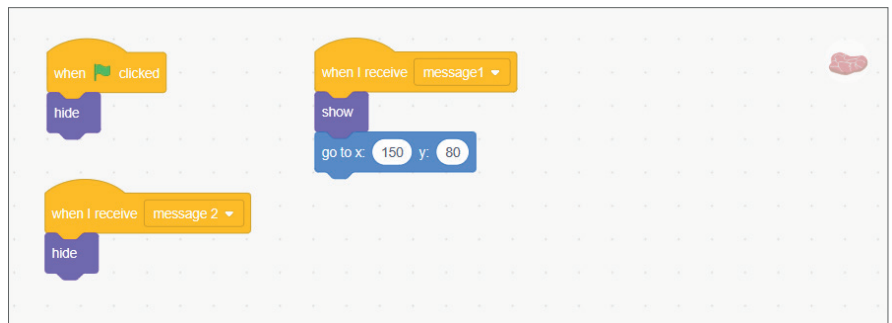 when clicked
hide
when I receive message1
show
go to x: 150 y: 80
when I receive message 2
hide